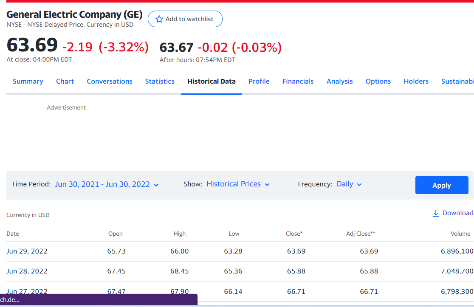 General Electric Company (GE)
NYSE - NYSE Delayed Price. Currency in USD
Add to watchlist
63.69 -2.19 (-3.32%) 63.67 -0.02 (-0.03%)
At close: 04:00PM EDT After hours: 07:54PM EDT
Summary Chart Conversations Statistics Historical Data Profile Financials Analysis Options Holders Sustainabi
Advertisement
Time Period: Jun 30, 2021 - Jun 30, 2022 Show: Historical Prices Frequency: Daily Apply
Currency in USD Download
Date Open High Low Close* Adj Close** Volume
Jun 29, 2022 65.73 66.00 63.28 63.69 63.69 6,896,100
Jun 28, 2022 67.45 68.45 65.36 65.88 65.88 7,048,700
Jun 27, 2022 67.47 67.90 66.14 66.71 66.71 6,798,300
ch.de...